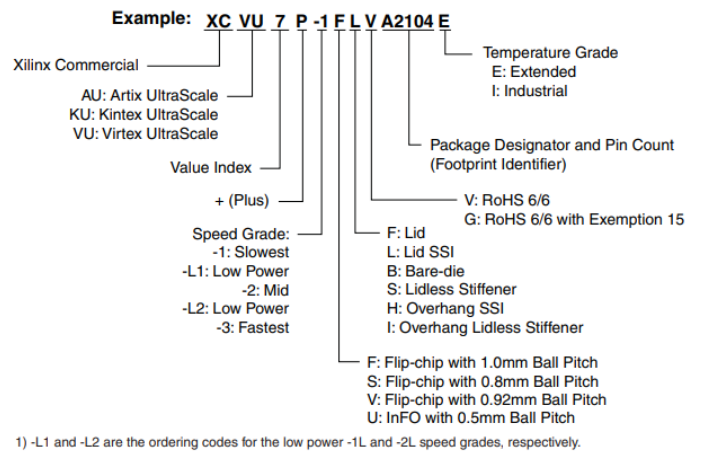 Example: XC VU 7 P -1 F L V A2104 E
Xilinx Commercial
AU: Artix UltraScale
KU: Kintex UltraScale
VU: Virtex UltraScale
Value Index
+ (Plus)
Speed Grade:
-1: Slowest
-L1: Low Power
-2: Mid
-L2: Low Power
-3: Fastest
Temperature Grade
E: Extended
I: Industrial
Package Designator and Pin Count
(Footprint Identifier)
V: RoHS 6/6
G: RoHS 6/6 with Exemption 15
F: Lid
L: Lid SSI
B: Bare-die
S: Lidless Stiffener
H: Overhang SSI
I: Overhang Lidless Stiffener
F: Flip-chip with 1.0mm Ball Pitch
S: Flip-chip with 0.8mm Ball Pitch
V: Flip-chip with 0.92mm Ball Pitch
U: InFO with 0.5mm Ball Pitch
1) -L1 and -L2 are the ordering codes for the low power -1L and -2L speed grades, respectively.